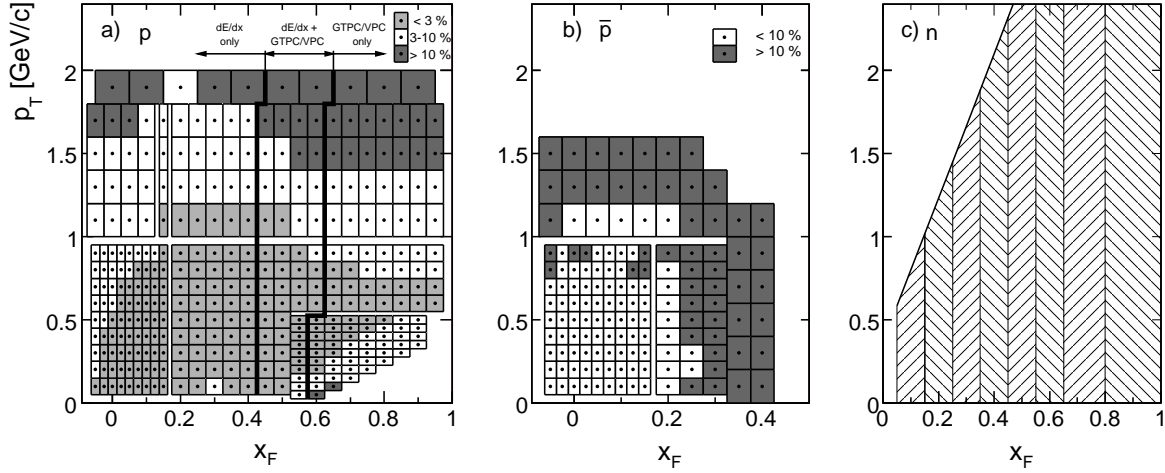 a) p
dE/dx only
dE/dx + GTPC/VPC
GTPC/VPC only
< 3 %
3-10 %
> 10 %
p_T [GeV/c]
2
1.5
1
0.5
0
0 0.2 0.4 0.6 0.8 1
x_F
b) p̅
< 10 %
> 10 %
2
1.5
1
0.5
0
0 0.2 0.4
x_F
c) n
2
1.5
1
0.5
0
0 0.2 0.4 0.6 0.8 1
x_F